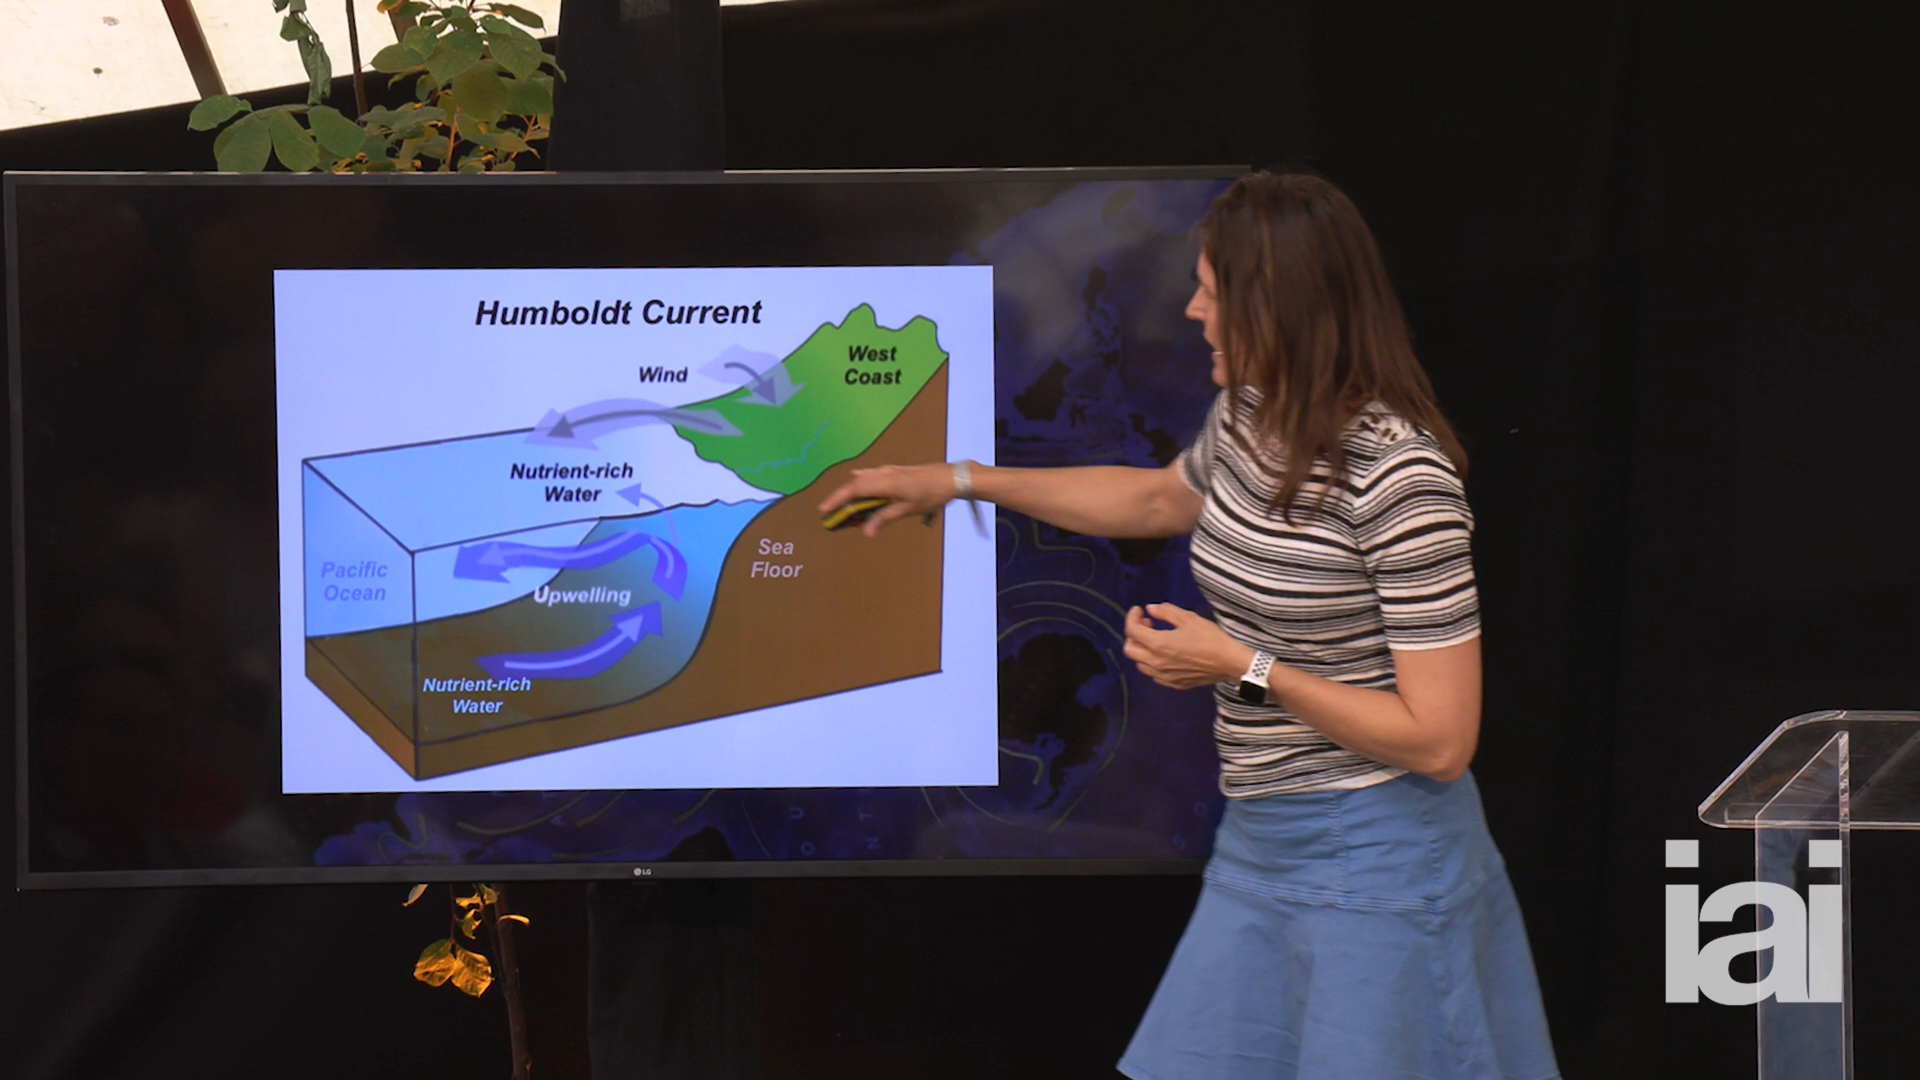 Humboldt Current
Wind
West
Coast
Nutrient-rich
Water
Pacific
Ocean
Sea
Floor
Upwelling
Nutrient-rich
Water
LG
iai